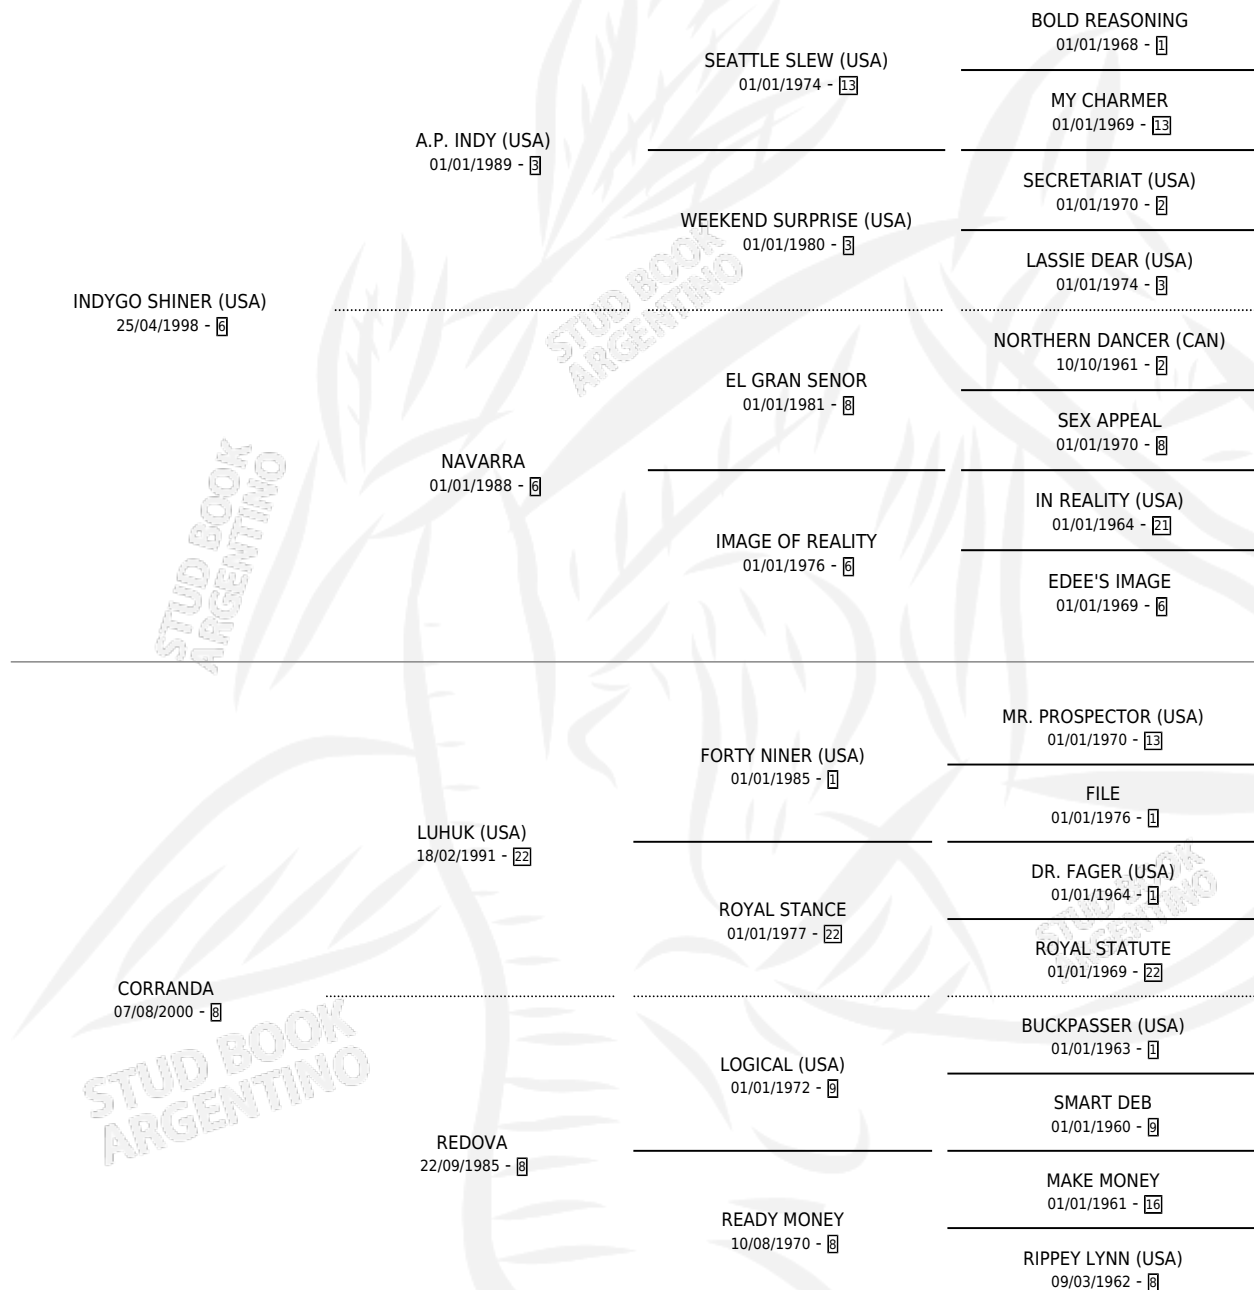 BOLD REASONING
01/01/1968 - 1
SEATTLE SLEW (USA)
01/01/1974 - 13
MY CHARMER
01/01/1969 - 13
A.P. INDY (USA)
01/01/1989 - 3
SECRETARIAT (USA)
01/01/1970 - 2
WEEKEND SURPRISE (USA)
01/01/1980 - 3
LASSIE DEAR (USA)
01/01/1974 - 3
INDYGO SHINER (USA)
25/04/1998 - 6
NORTHERN DANCER (CAN)
10/10/1961 - 2
EL GRAN SENOR
01/01/1981 - 8
SEX APPEAL
01/01/1970 - 8
NAVARRA
01/01/1988 - 6
IN REALITY (USA)
01/01/1964 - 21
IMAGE OF REALITY
01/01/1976 - 6
EDEE'S IMAGE
01/01/1969 - 6
MR. PROSPECTOR (USA)
01/01/1970 - 13
FORTY NINER (USA)
01/01/1985 - 1
FILE
01/01/1976 - 1
LUHUK (USA)
18/02/1991 - 22
DR. FAGER (USA)
01/01/1964 - 1
ROYAL STANCE
01/01/1977 - 22
ROYAL STATUTE
01/01/1969 - 22
CORRANDA
07/08/2000 - 8
BUCKPASSER (USA)
01/01/1963 - 1
LOGICAL (USA)
01/01/1972 - 9
SMART DEB
01/01/1960 - 9
REDOVA
22/09/1985 - 8
MAKE MONEY
01/01/1961 - 16
READY MONEY
10/08/1970 - 8
RIPPEY LYNN (USA)
09/03/1962 - 8
STUD BOOK
ARGENTINO
STUD BOOK
ARGENTINO
STUD BOOK
ARGENTINO
STUD BOOK
ARGENTINO